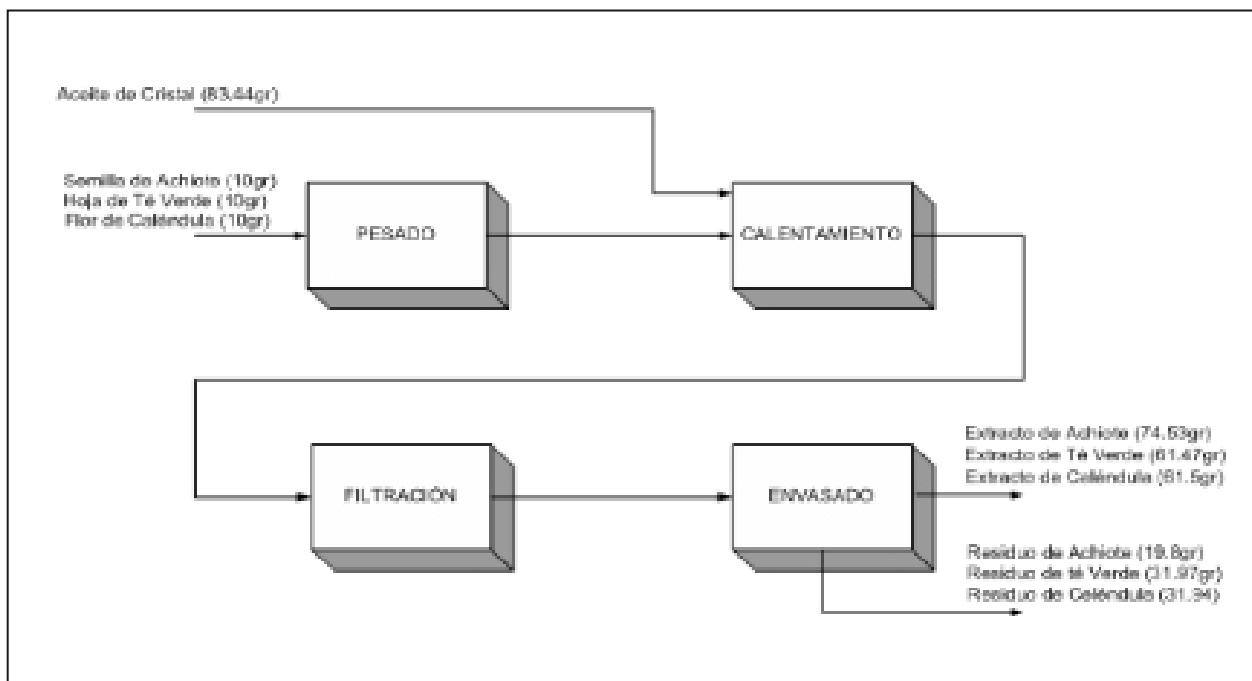 Aceite de Cristal (83.44gr)
Semilla de Achiote (10gr)
Hoja de Té Verde (10gr)
Flor de Caléndula (10gr)
PESADO
CALENTAMIENTO
FILTRACIÓN
ENVASADO
Extracto de Achiote (74.53gr)
Extracto de Té Verde (61.47gr)
Extracto de Caléndula (61.5gr)
Residuo de Achiote (19.8gr)
Residuo de té Verde (31.97gr)
Residuo de Caléndula (31.94)